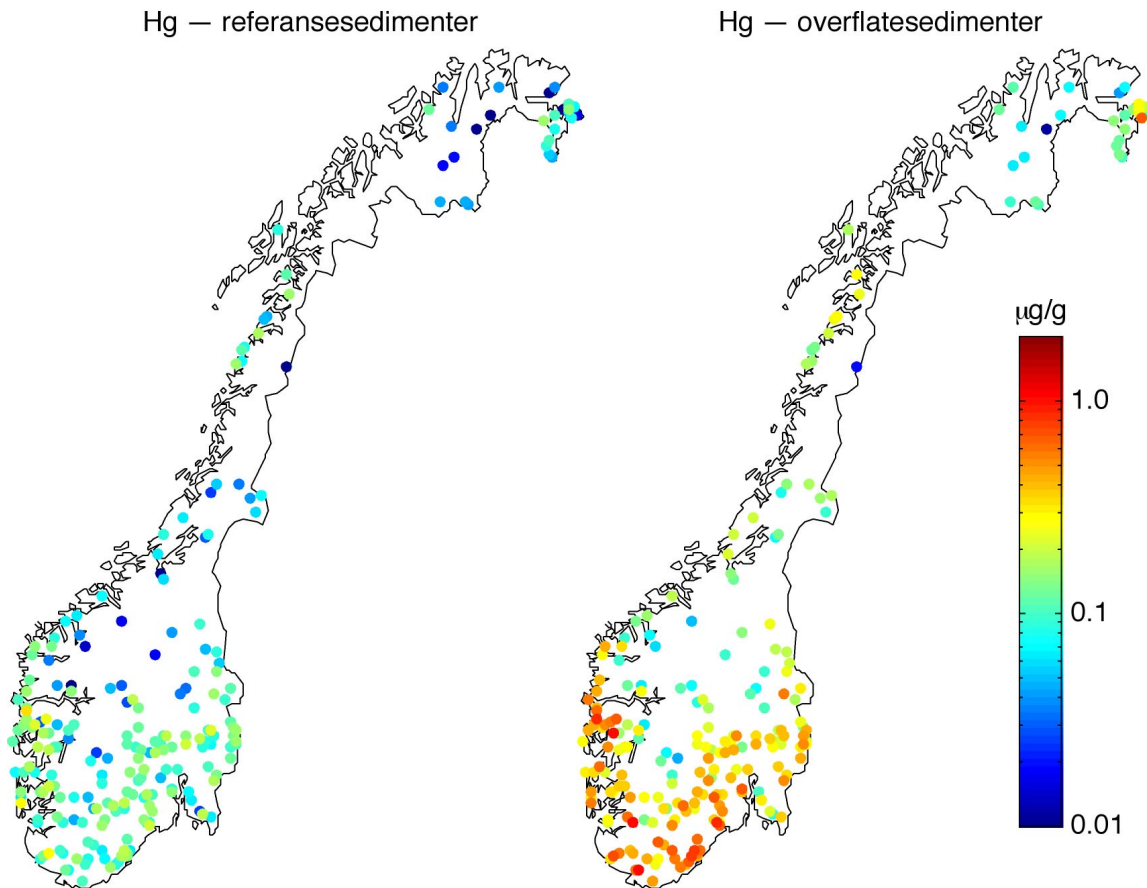 Hg — referansesedimenter
Hg — overflatesedimenter
μg/g
1.0
0.1
0.01